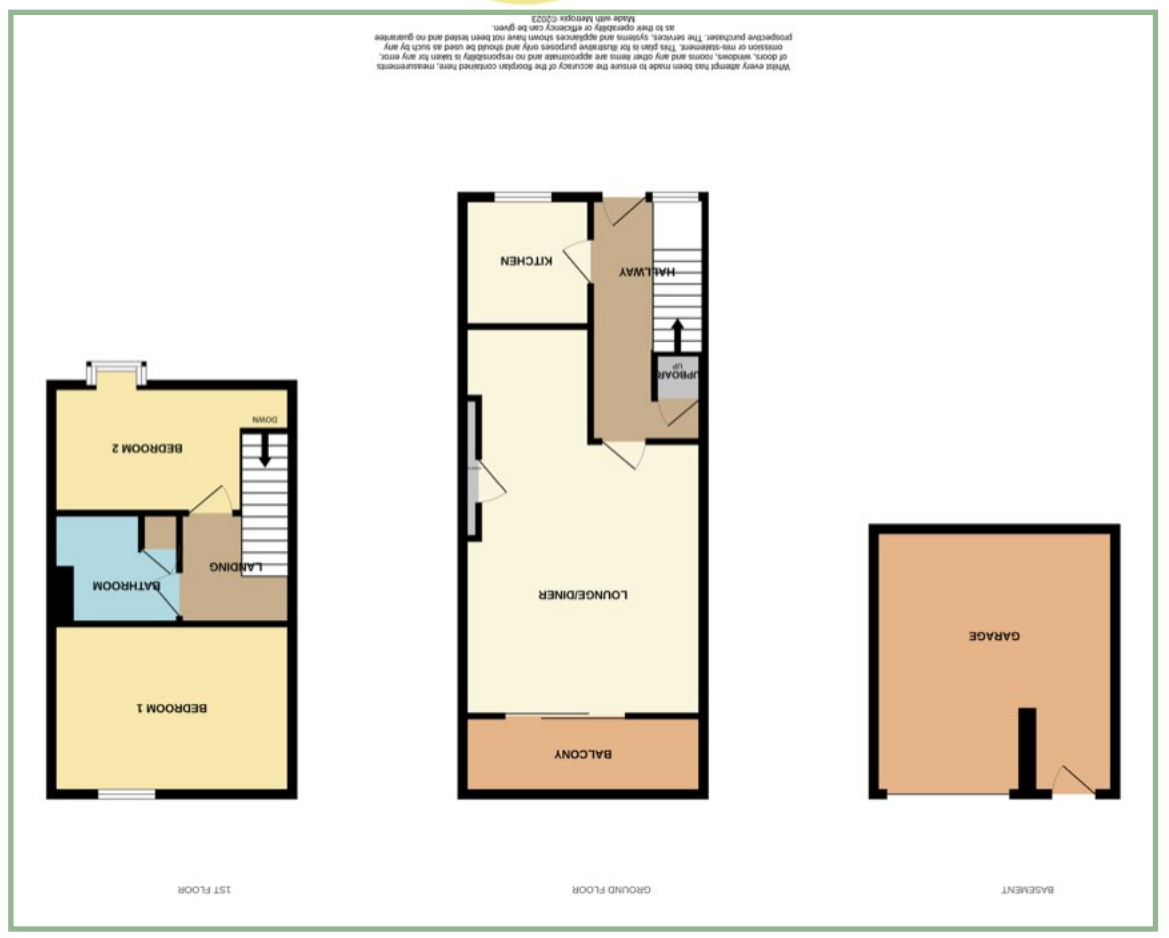 BASEMENT
GROUND FLOOR
1ST FLOOR
GARAGE
BALCONY
LOUNGE/DINER
UPBOAR
UP
HALLWAY
KITCHEN
BEDROOM 1
LANDING
BATHROOM
BEDROOM 2
DOWN
Whilst every attempt has been made to ensure the accuracy of the floorplan contained here, measurements
of doors, windows, rooms and any other items are approximate and no responsibility is taken for any error,
omission or mis-statement. This plan is for illustrative purposes only and should be used as such by any
prospective purchaser. The services, systems and appliances shown have not been tested and no guarantee
as to their operability or efficiency can be given.
Made with Metropix ©2023